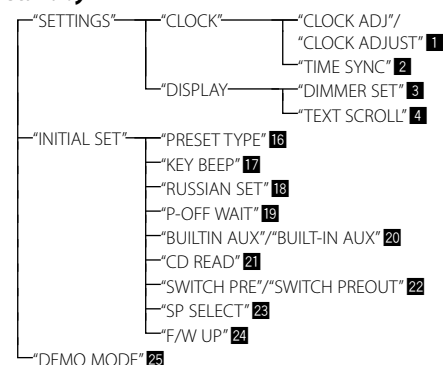 “SETTINGS” “CLOCK” “CLOCK ADJ”/
“CLOCK ADJUST” 1
“TIME SYNC” 2
“DISPLAY “DIMMER SET” 3
“TEXT SCROLL” 4
“INITIAL SET” “PRESET TYPE” 16
“KEY BEEP” 17
“RUSSIAN SET” 18
“P-OFF WAIT” 19
“BUILTIN AUX”/“BUILT-IN AUX” 20
“CD READ” 21
“SWITCH PRE”/“SWITCH PREOUT” 22
“SP SELECT” 23
“F/W UP” 24
“DEMO MODE” 25